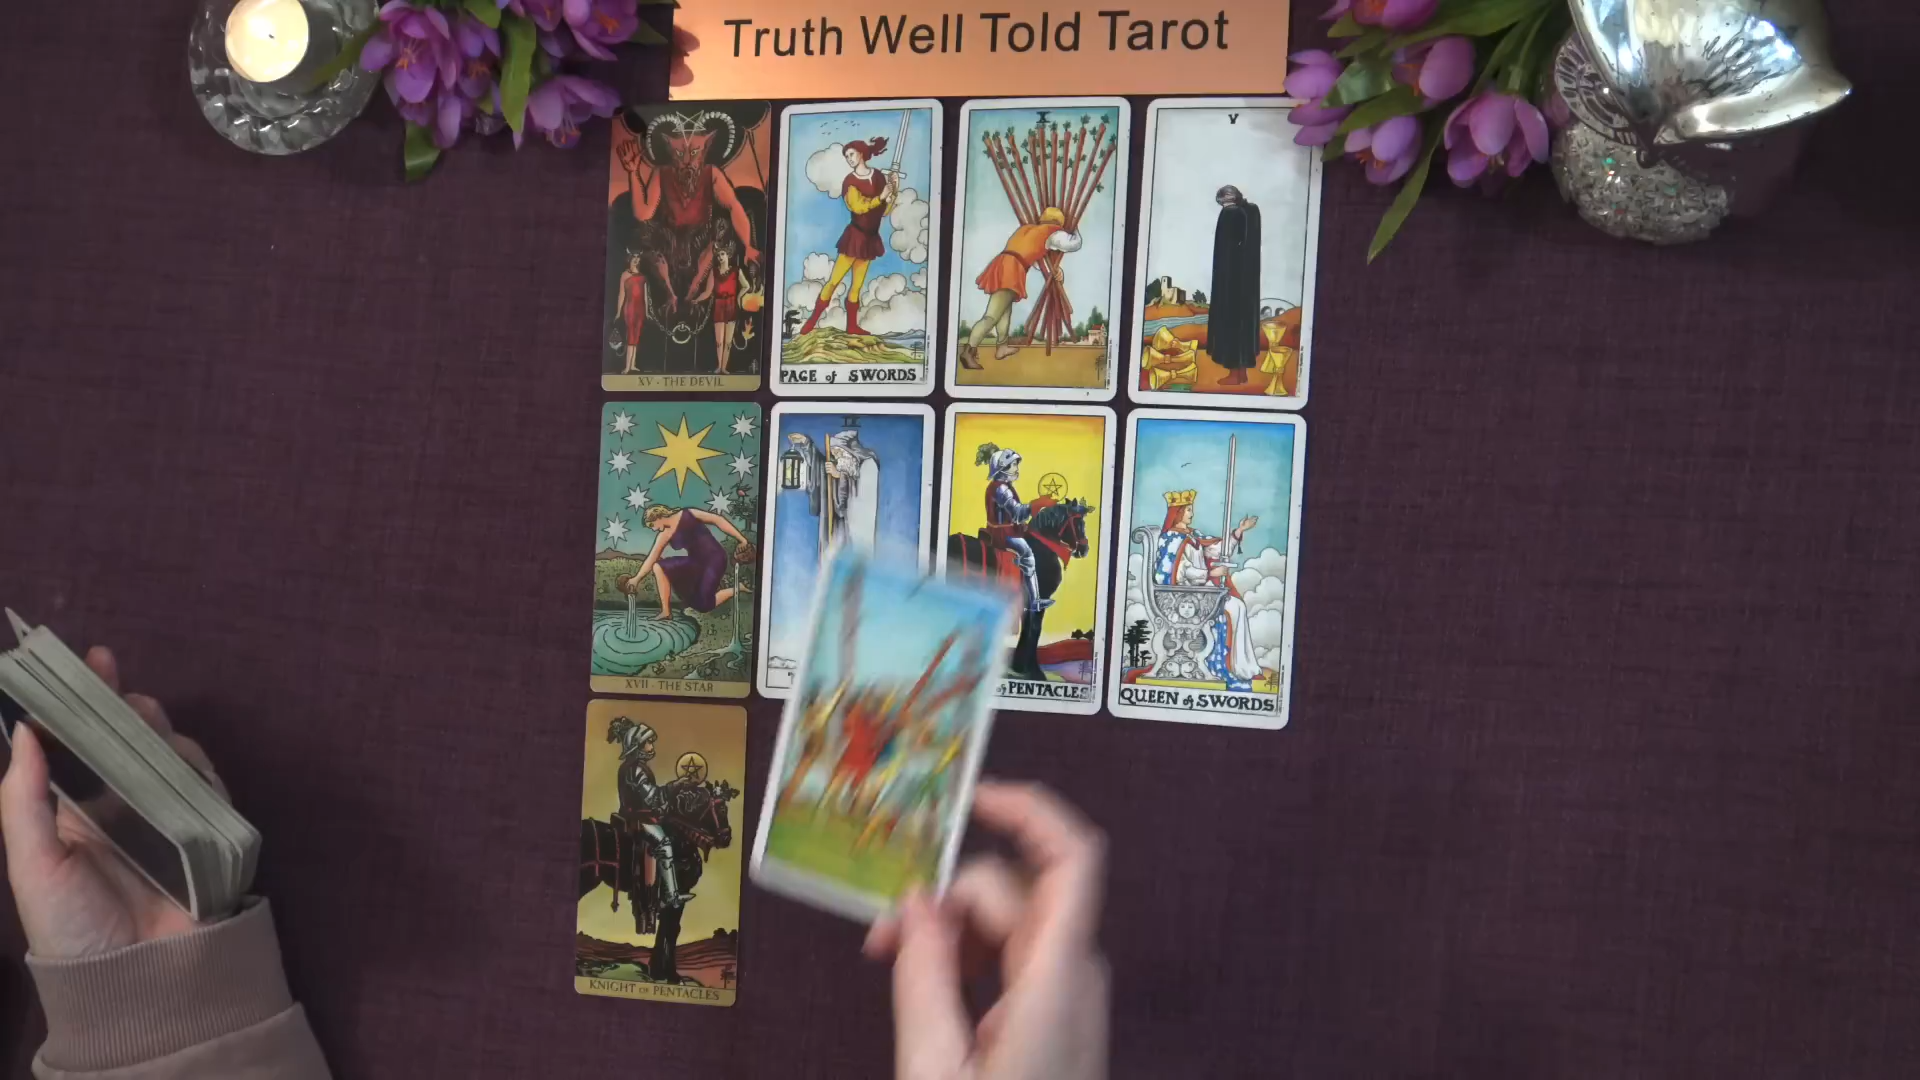 Truth Well Told Tarot
X
V
XV · THE DEVIL
PAGE of SWORDS
XVII · THE STAR
of PENTACLES
QUEEN of SWORDS
KNIGHT OF PENTACLES